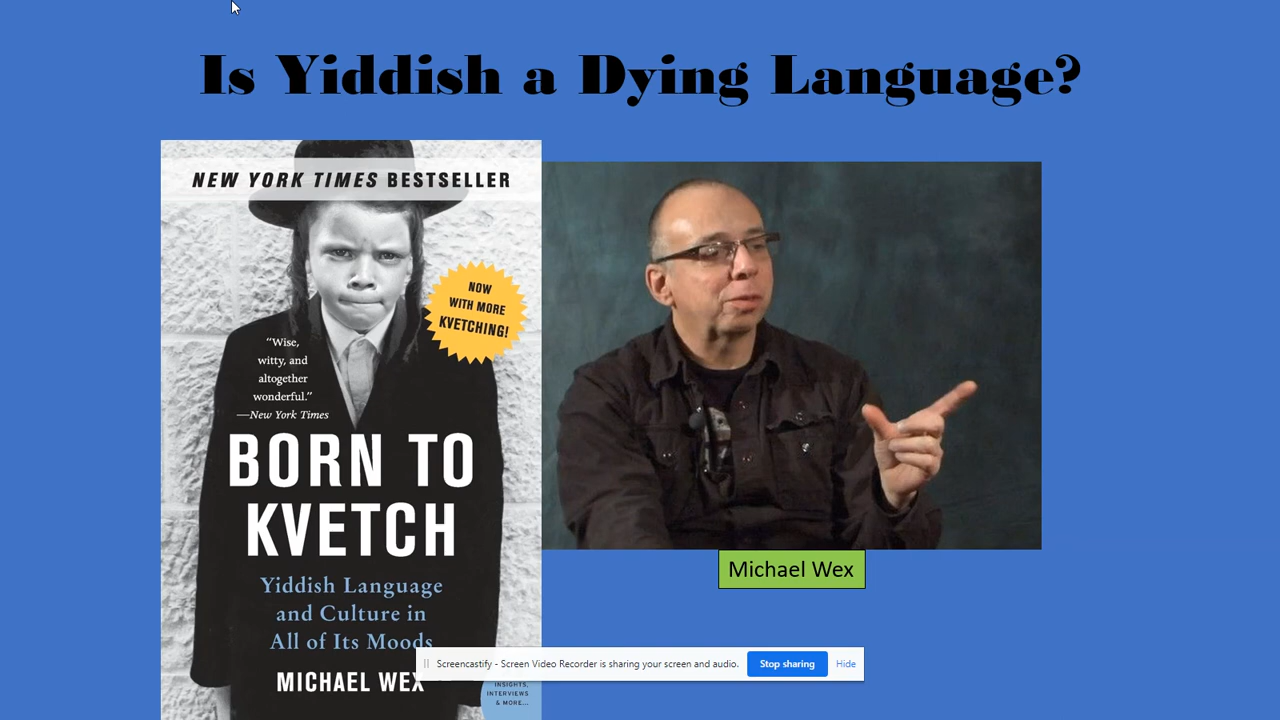 Is Yiddish a Dying Language?
NEW YORK TIMES BESTSELLER
NOW
WITH MORE
KVETCHING!
“Wise,
witty, and
altogether
wonderful.”
—New York Times
BORN TO
KVETCH
Yiddish Language
and Culture in
All of Its Moods
MICHAEL WEX
INSIGHTS,
INTERVIEWS
& MORE...
Michael Wex
Screencastify - Screen Video Recorder is sharing your screen and audio.
Stop sharing
Hide